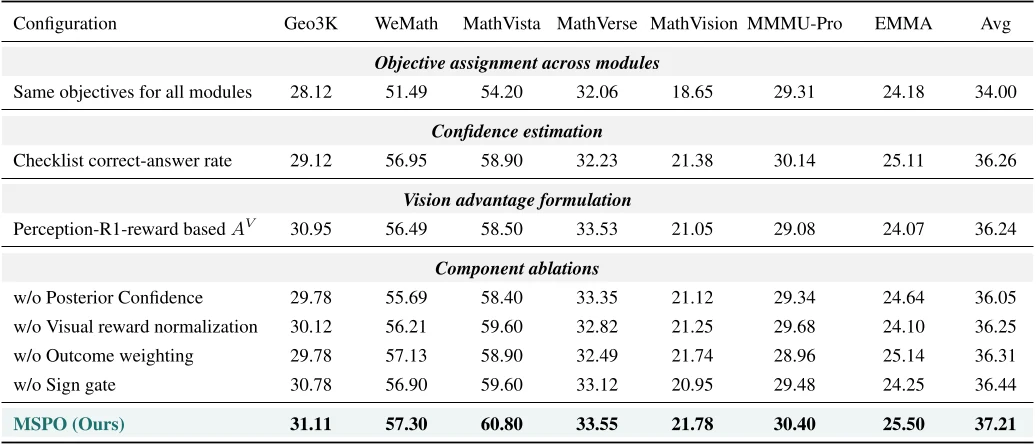 Configuration Geo3K WeMath MathVista MathVerse MathVision MMMU-Pro EMMA Avg
Objective assignment across modules
Same objectives for all modules 28.12 51.49 54.20 32.06 18.65 29.31 24.18 34.00
Confidence estimation
Checklist correct-answer rate 29.12 56.95 58.90 32.23 21.38 30.14 25.11 36.26
Vision advantage formulation
Perception-R1-reward based A^V 30.95 56.49 58.50 33.53 21.05 29.08 24.07 36.24
Component ablations
w/o Posterior Confidence 29.78 55.69 58.40 33.35 21.12 29.34 24.64 36.05
w/o Visual reward normalization 30.12 56.21 59.60 32.82 21.25 29.68 24.10 36.25
w/o Outcome weighting 29.78 57.13 58.90 32.49 21.74 28.96 25.14 36.31
w/o Sign gate 30.78 56.90 59.60 33.12 20.95 29.48 24.25 36.44
MSPO (Ours) 31.11 57.30 60.80 33.55 21.78 30.40 25.50 37.21